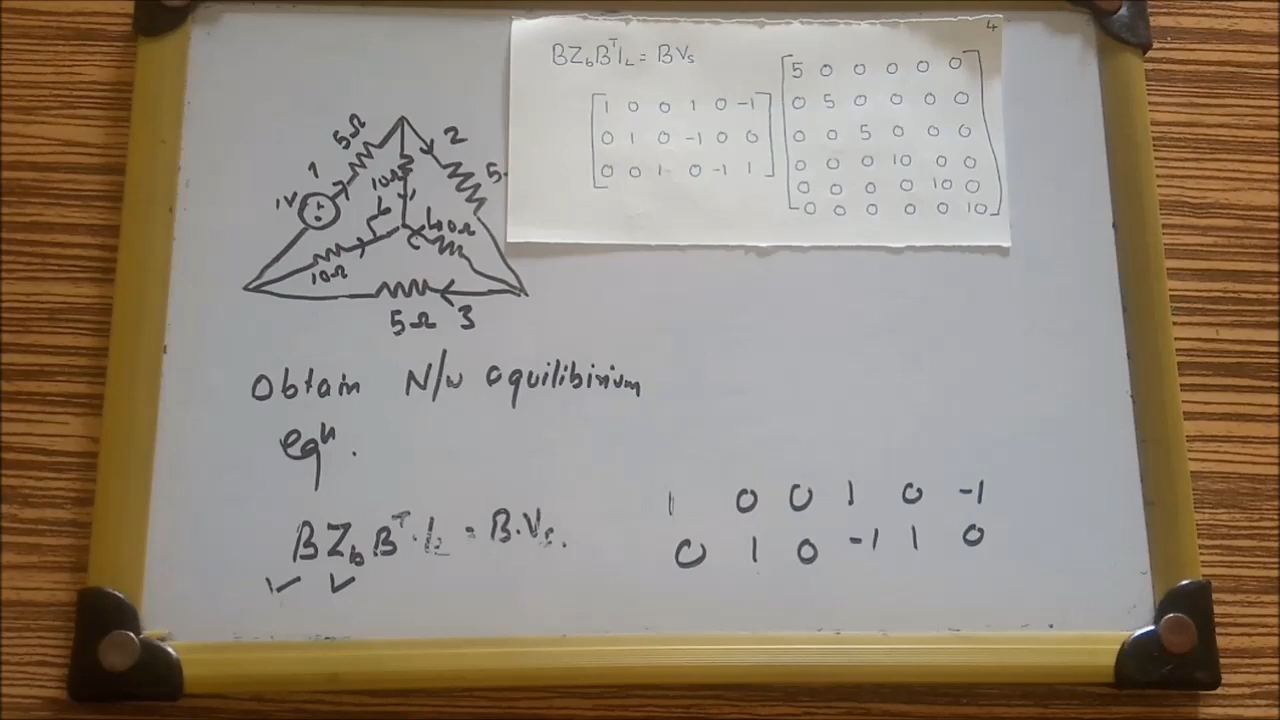 4
BZbBᵀIL = BVs
1 0 0 1 0 -1
0 1 0 -1 0 0
0 0 1 0 -1 1
5 0 0 0 0 0
0 5 0 0 0 0
0 0 5 0 0 0
0 0 0 10 0 0
0 0 0 0 10 0
0 0 0 0 0 10
5Ω
1
1V
2
5
10Ω
10Ω
5Ω 3
Obtain N/w equilibirium
eqn.
BZbBᵀ.IL = B.Vs.
1 0 0 1 0 -1
0 1 0 -1 1 0